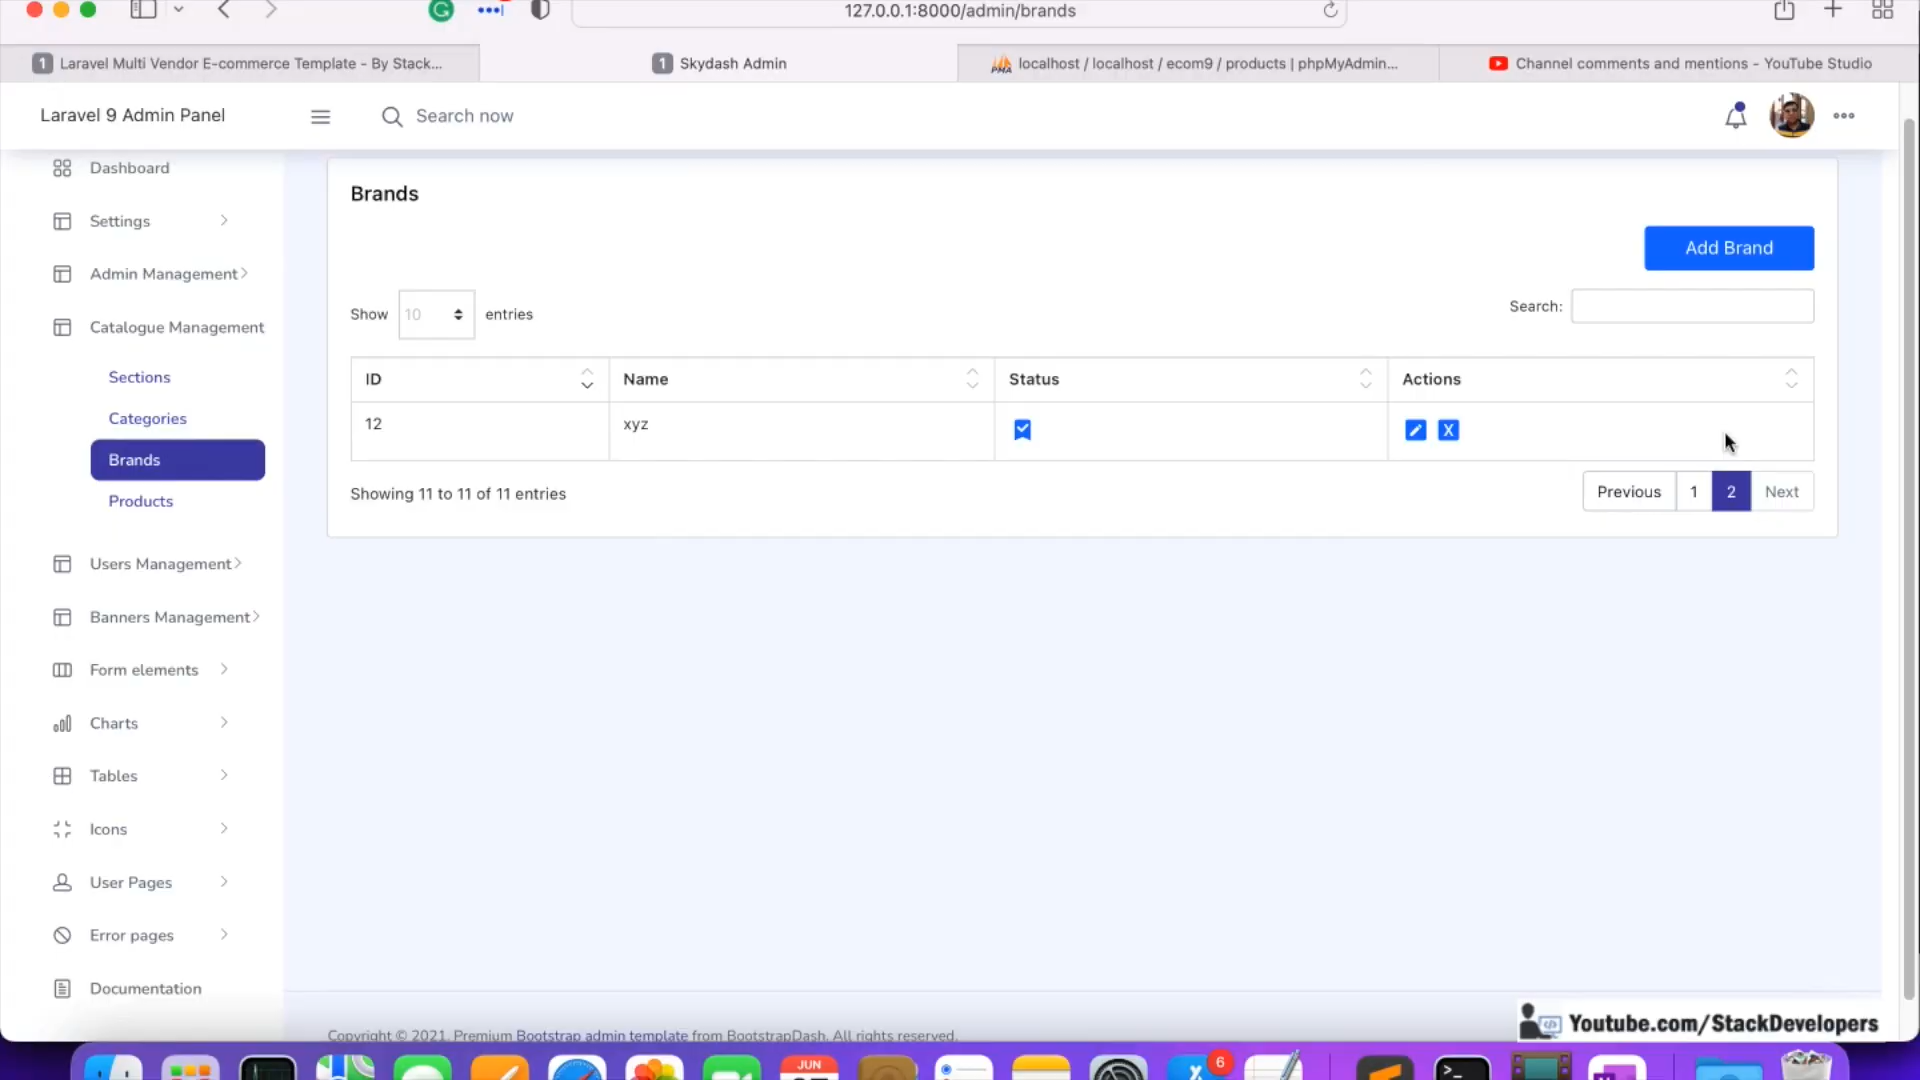 127.0.0.1:8000/admin/brands
1 Laravel Multi Vendor E-commerce Template - By Stack...
1 Skydash Admin
localhost / localhost / ecom9 / products | phpMyAdmin...
Channel comments and mentions - YouTube Studio
Laravel 9 Admin Panel
Search now
Dashboard
Settings
Admin Management
Catalogue Management
Sections
Categories
Brands
Products
Users Management
Banners Management
Form elements
Charts
Tables
Icons
User Pages
Error pages
Documentation
Brands
Add Brand
Show 10 entries
Search:
ID Name Status Actions
12 xyz X
Showing 11 to 11 of 11 entries
Previous 1 2 Next
Copyright © 2021. Premium Bootstrap admin template from BootstrapDash. All rights reserved.
Youtube.com/StackDevelopers
JUN
6